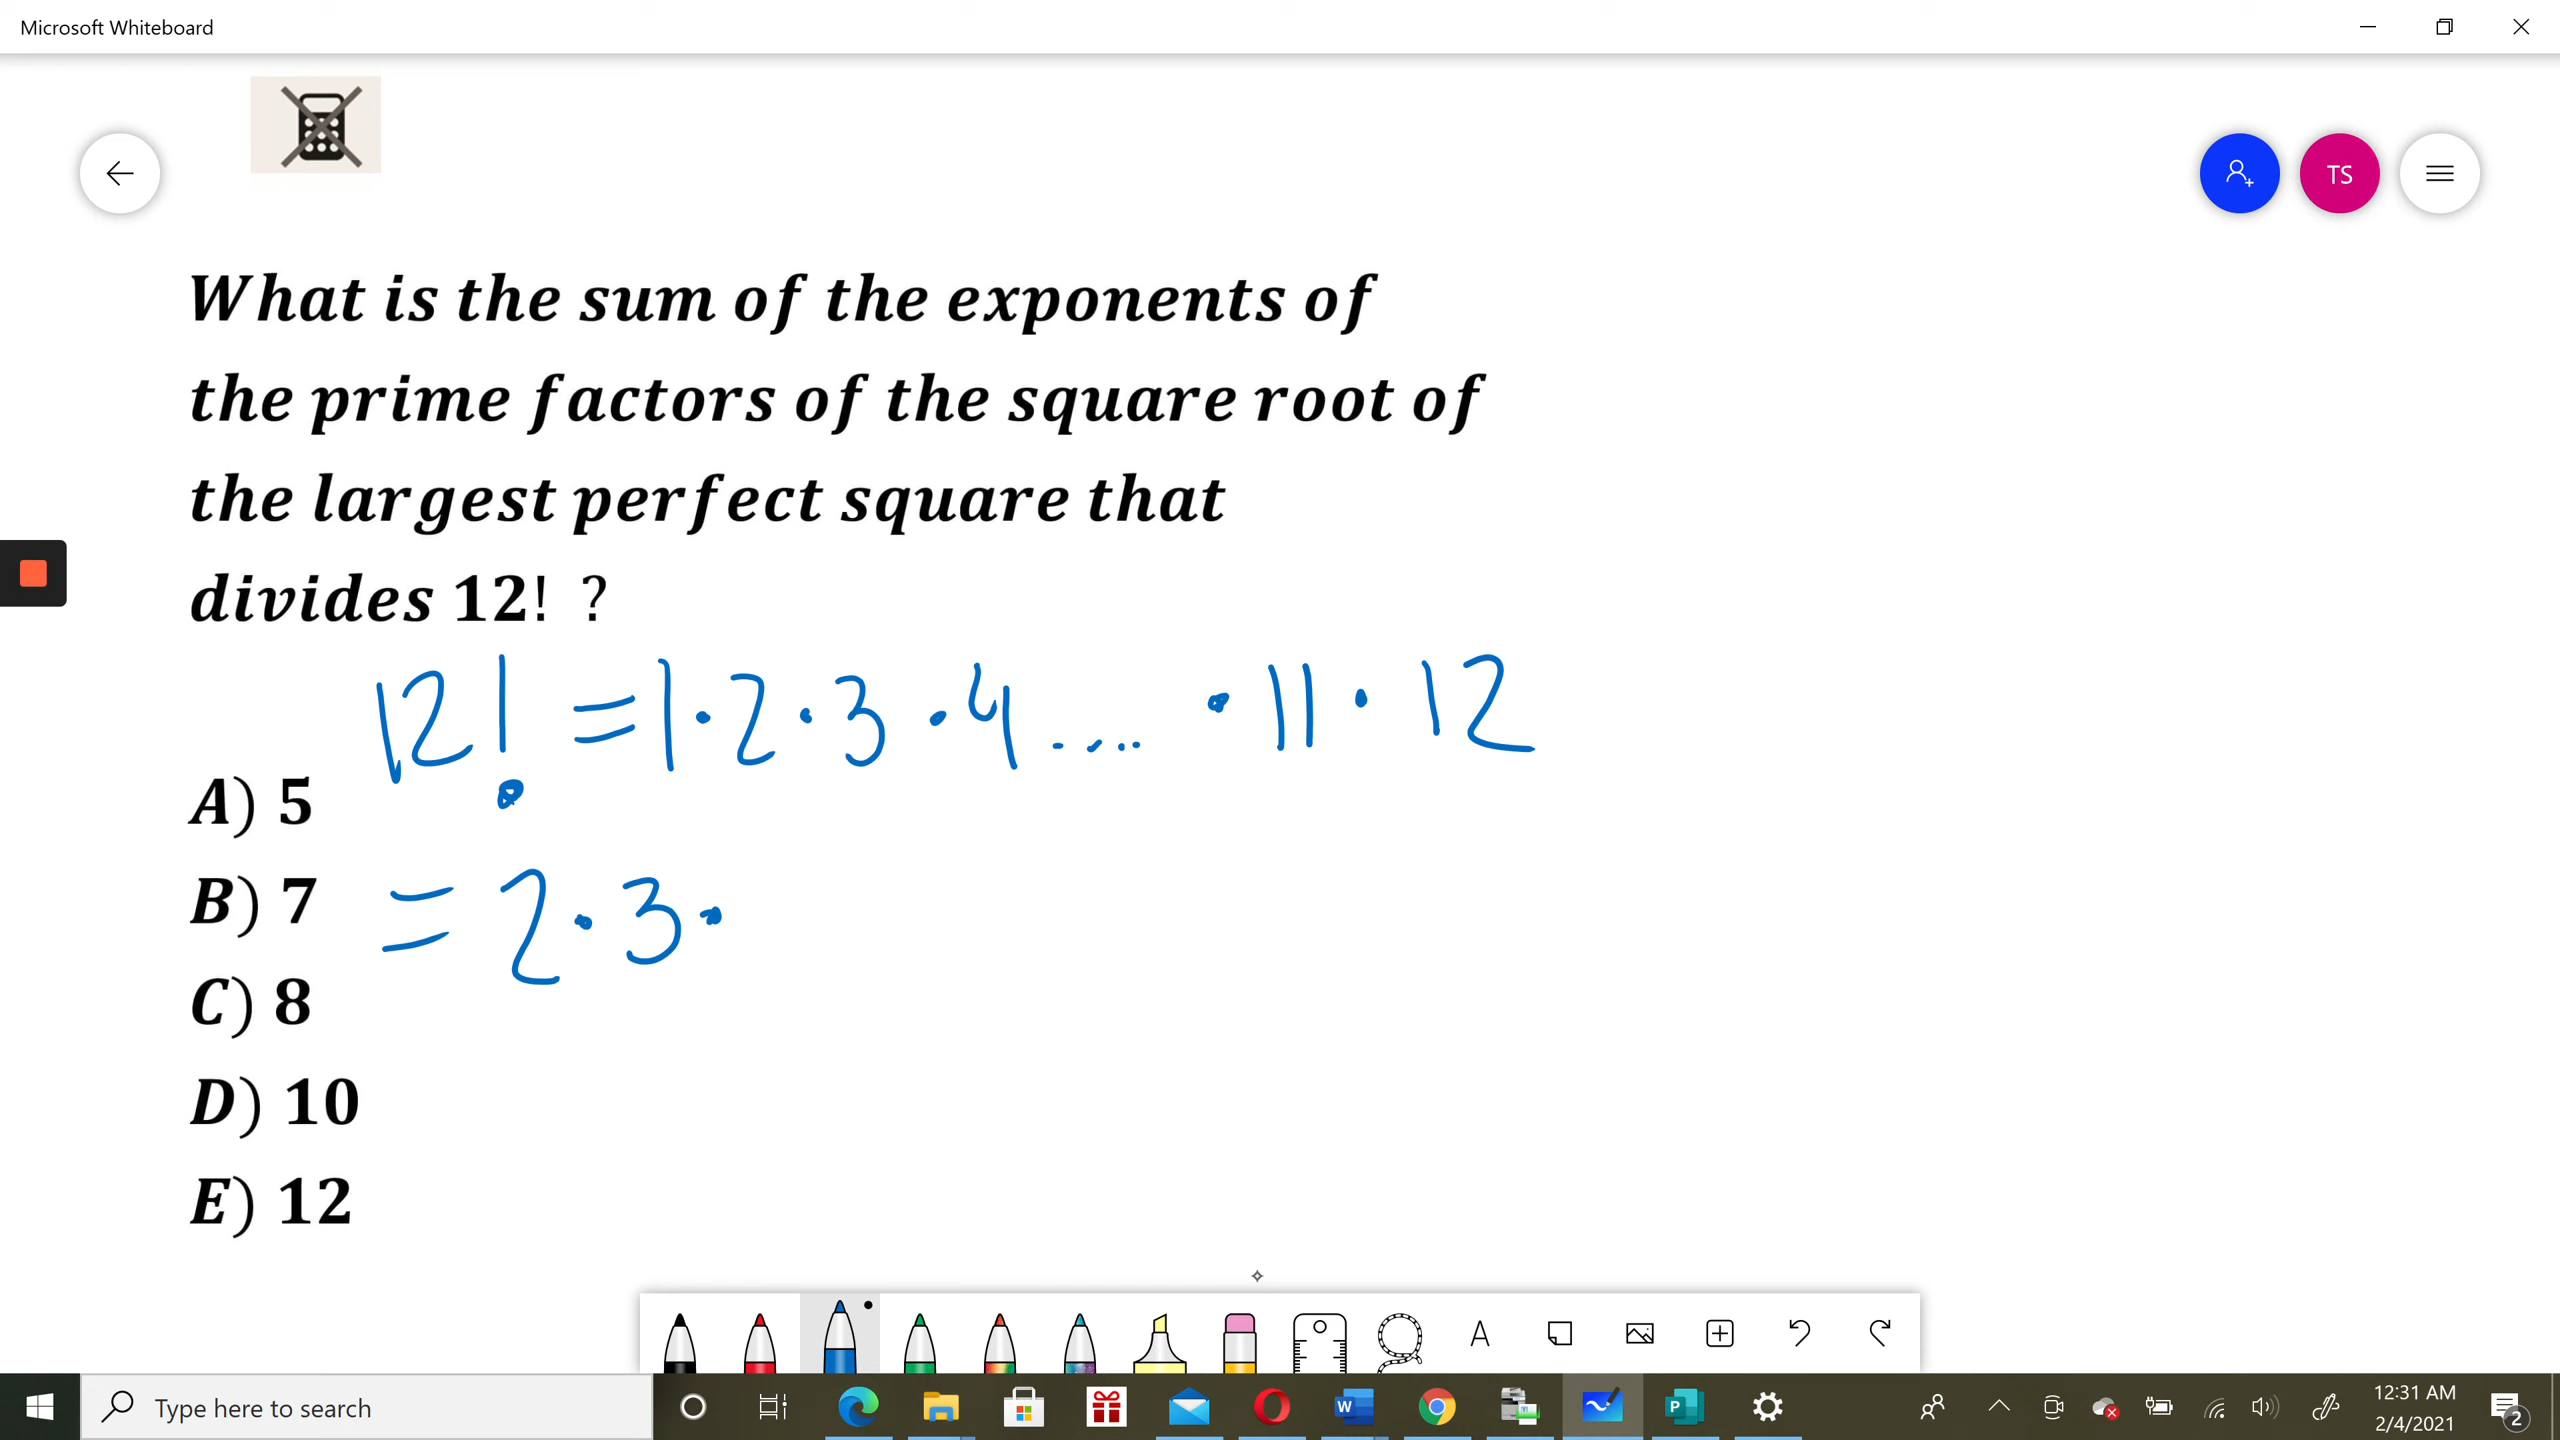 Microsoft Whiteboard
TS
What is the sum of the exponents of
the prime factors of the square root of
the largest perfect square that
divides 12! ?
12! = 1·2·3·4.... ·11·12
A) 5
B) 7
= 2·3·
C) 8
D) 10
E) 12
A
Type here to search
W
P
12:31 AM
2/4/2021
2